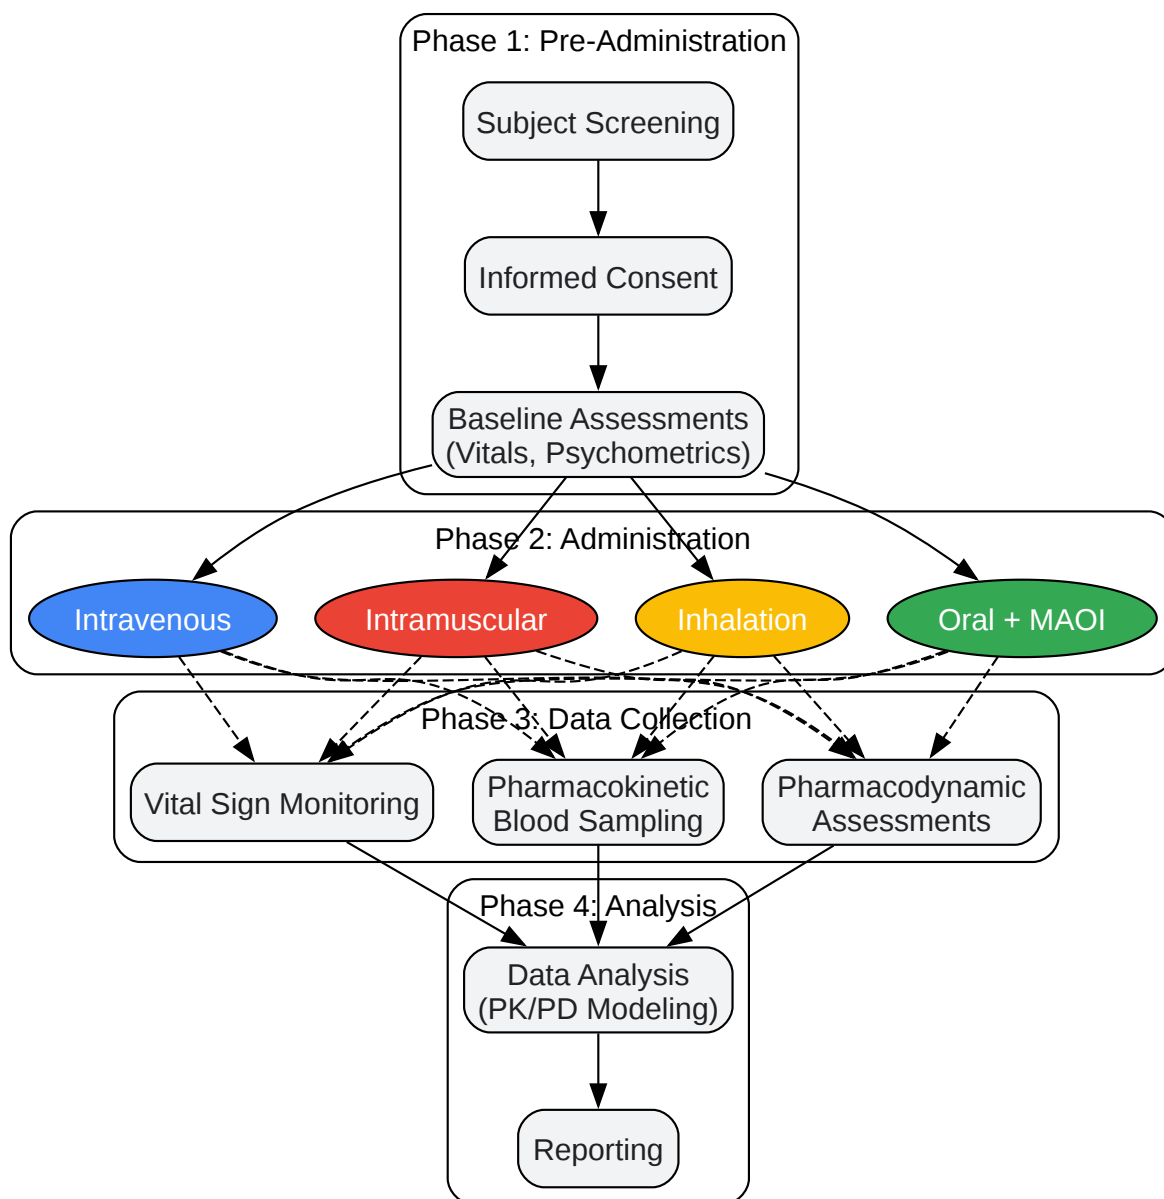 Phase 1: Pre-Administration
Subject Screening
Informed Consent
Baseline Assessments
(Vitals, Psychometrics)
Phase 2: Administration
Intravenous
Intramuscular
Inhalation
Oral + MAOI
Phase 3: Data Collection
Vital Sign Monitoring
Pharmacokinetic
Blood Sampling
Pharmacodynamic
Assessments
Phase 4: Analysis
Data Analysis
(PK/PD Modeling)
Reporting